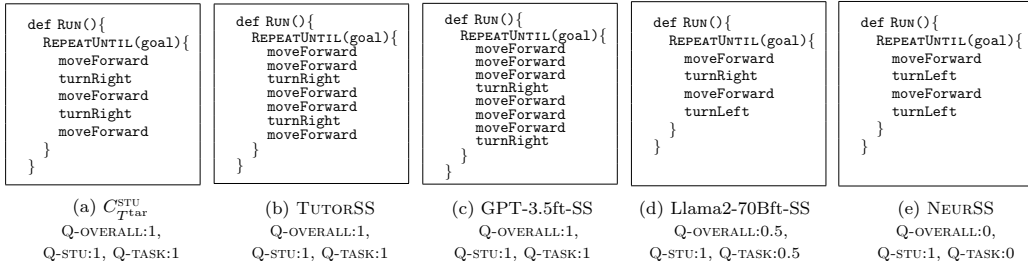 def RUN(){
REPEATUNTIL(goal){
moveForward
turnRight
moveForward
turnRight
moveForward
}
}
(a) C^STU_T^tar
Q-OVERALL:1,
Q-STU:1, Q-TASK:1
def RUN(){
REPEATUNTIL(goal){
moveForward
moveForward
turnRight
moveForward
moveForward
turnRight
moveForward
}
}
(b) TUTORSS
Q-OVERALL:1,
Q-STU:1, Q-TASK:1
def RUN(){
REPEATUNTIL(goal){
moveForward
moveForward
moveForward
turnRight
moveForward
moveForward
moveForward
turnRight
}
}
(c) GPT-3.5ft-SS
Q-OVERALL:1,
Q-STU:1, Q-TASK:1
def RUN(){
REPEATUNTIL(goal){
moveForward
turnRight
moveForward
turnLeft
}
}
(d) Llama2-70Bft-SS
Q-OVERALL:0.5,
Q-STU:1, Q-TASK:0.5
def RUN(){
REPEATUNTIL(goal){
moveForward
turnLeft
moveForward
turnLeft
}
}
(e) NEURSS
Q-OVERALL:0,
Q-STU:1, Q-TASK:0